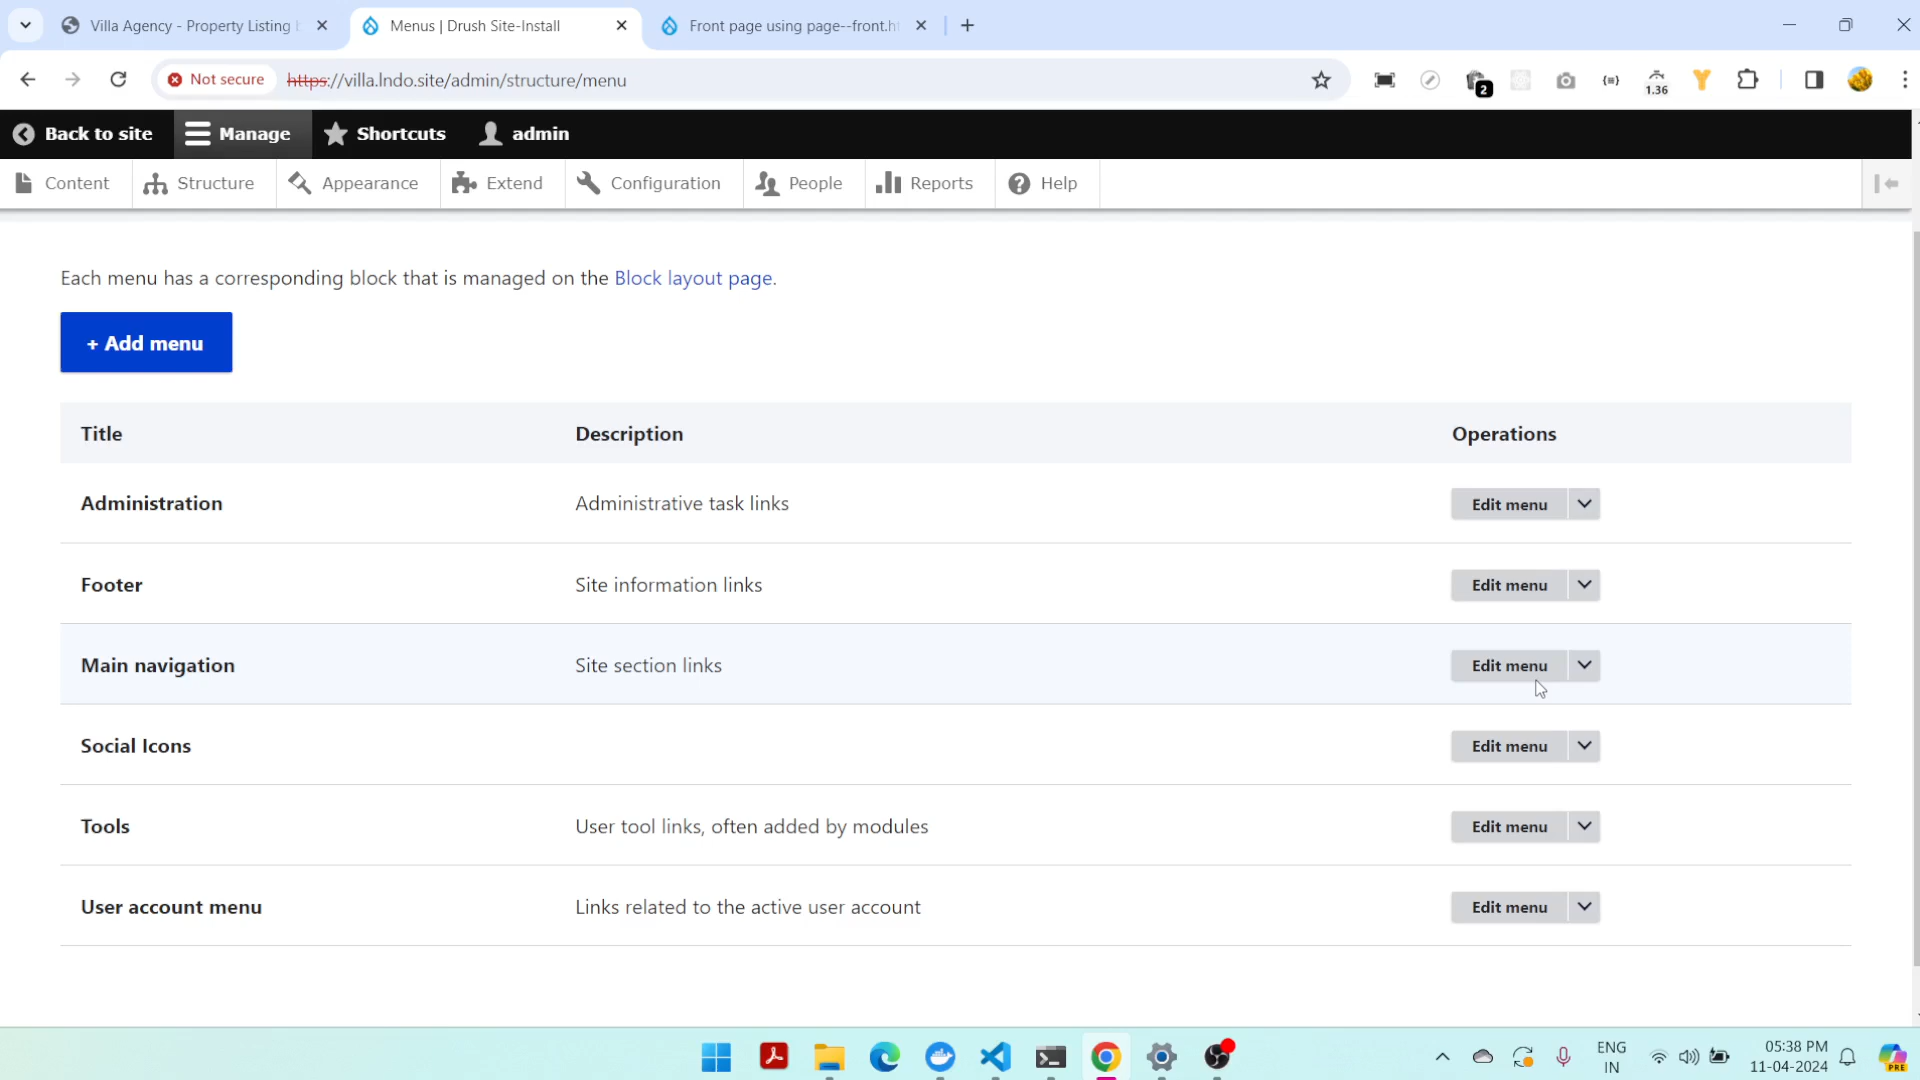 Villa Agency - Property Listing b
Menus | Drush Site-Install
Front page using page--front.ht
Not secure
https://villa.lndo.site/admin/structure/menu
2
1.36
Back to site
Manage
Shortcuts
admin
Content
Structure
Appearance
Extend
Configuration
People
Reports
Help
Each menu has a corresponding block that is managed on the Block layout page.
+ Add menu
Title Description Operations
Administration Administrative task links Edit menu
Footer Site information links Edit menu
Main navigation Site section links Edit menu
Social Icons Edit menu
Tools User tool links, often added by modules Edit menu
User account menu Links related to the active user account Edit menu
ENG
IN
05:38 PM
11-04-2024
PRE